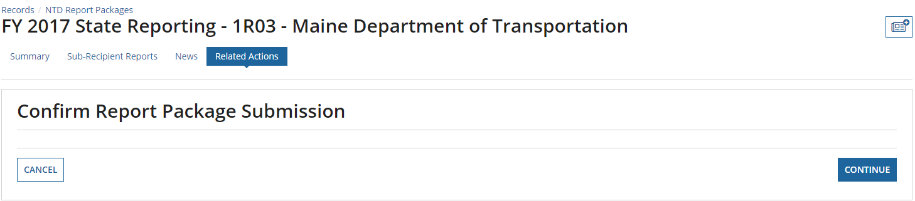 Records / NTD Report Packages
FY 2017 State Reporting - 1R03 - Maine Department of Transportation
Summary Sub-Recipient Reports News Related Actions
Confirm Report Package Submission
CANCEL CONTINUE